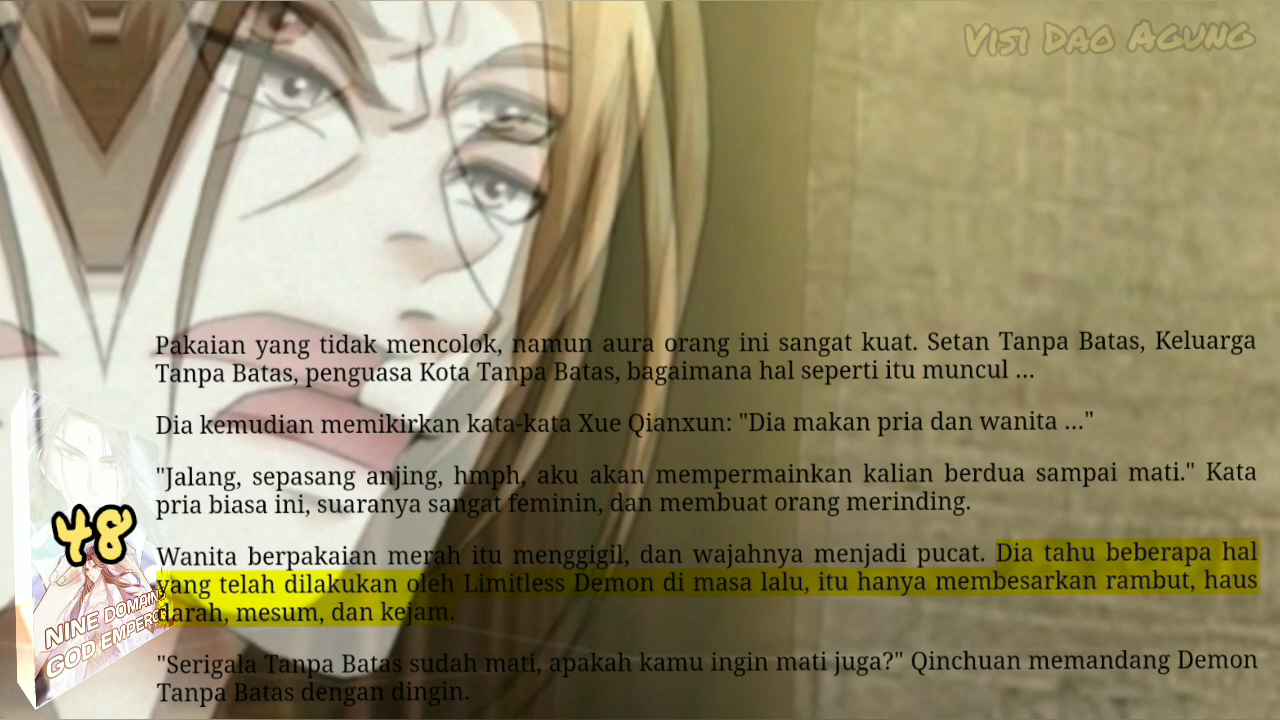 Visi Dao Agung
Pakaian yang tidak mencolok, namun aura orang ini sangat kuat. Setan Tanpa Batas, Keluarga
Tanpa Batas, penguasa Kota Tanpa Batas, bagaimana hal seperti itu muncul ...
Dia kemudian memikirkan kata-kata Xue Qianxun: "Dia makan pria dan wanita ..."
"Jalang, sepasang anjing, hmph, aku akan mempermainkan kalian berdua sampai mati." Kata
pria biasa ini, suaranya sangat feminin, dan membuat orang merinding.
Wanita berpakaian merah itu menggigil, dan wajahnya menjadi pucat. Dia tahu beberapa hal
yang telah dilakukan oleh Limitless Demon di masa lalu, itu hanya membesarkan rambut, haus
darah, mesum, dan kejam.
"Serigala Tanpa Batas sudah mati, apakah kamu ingin mati juga?" Qinchuan memandang Demon
Tanpa Batas dengan dingin.
48
NINE DOMAIN
GOD EMPEROR